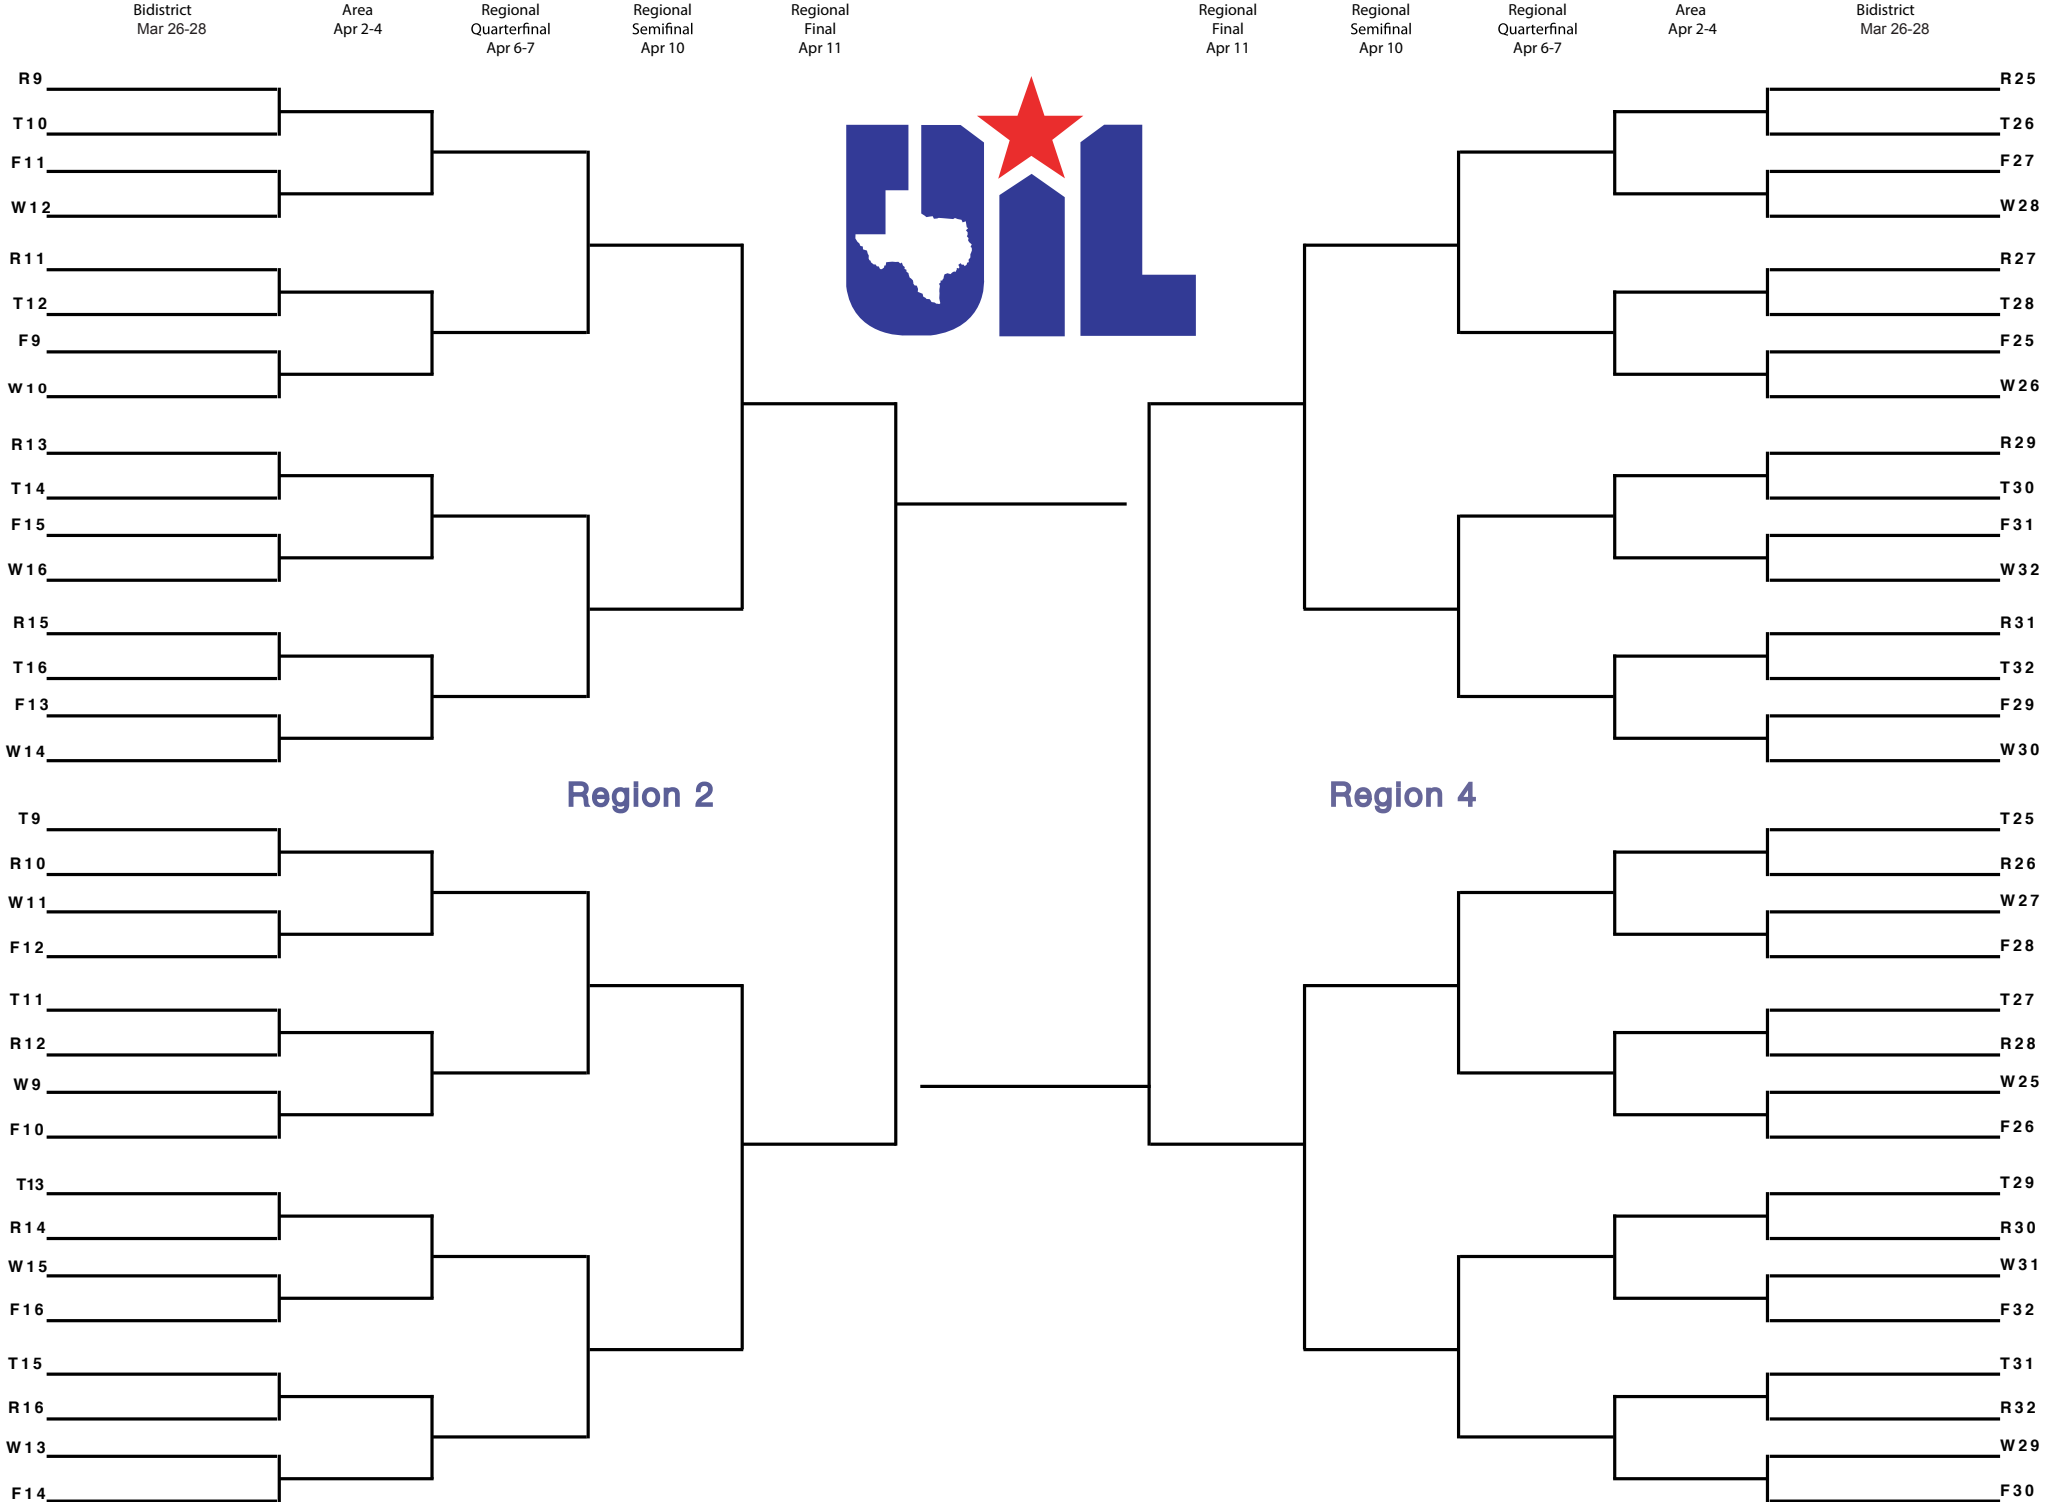 Bidistrict
Mar 26-28
Area
Apr 2-4
Regional
Quarterfinal
Apr 6-7
Regional
Semifinal
Apr 10
Regional
Final
Apr 11
Regional
Final
Apr 11
Regional
Semifinal
Apr 10
Regional
Quarterfinal
Apr 6-7
Area
Apr 2-4
Bidistrict
Mar 26-28
UIL
R9
T10
F11
W12
R11
T12
F9
W10
R13
T14
F15
W16
R15
T16
F13
W14
Region 2
T9
R10
W11
F12
T11
R12
W9
F10
T13
R14
W15
F16
T15
R16
W13
F14
R25
T26
F27
W28
R27
T28
F25
W26
R29
T30
F31
W32
R31
T32
F29
W30
Region 4
T25
R26
W27
F28
T27
R28
W25
F26
T29
R30
W31
F32
T31
R32
W29
F30